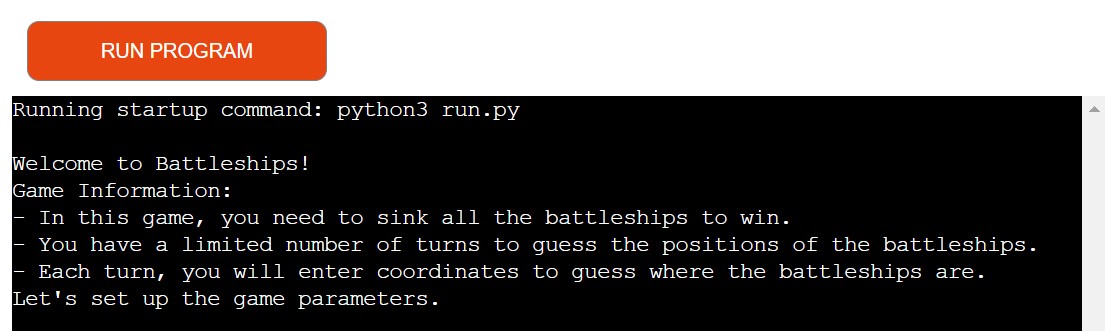 RUN PROGRAM
Running startup command: python3 run.py
Welcome to Battleships!
Game Information:
- In this game, you need to sink all the battleships to win.
- You have a limited number of turns to guess the positions of the battleships.
- Each turn, you will enter coordinates to guess where the battleships are.
Let's set up the game parameters.